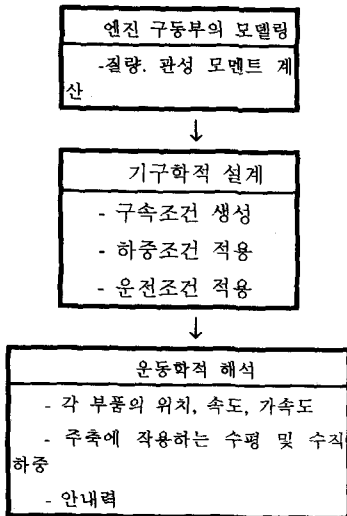 엔진 구동부의 모델링
-질량. 관성 모멘트 계
산
↓
기구학적 설계
- 구속조건 생성
- 하중조건 적용
- 운전조건 적용
↓
운동학적 해석
- 각 부품의 위치, 속도, 가속도
- 주축에 작용하는 수평 및 수직
하중
- 안내력